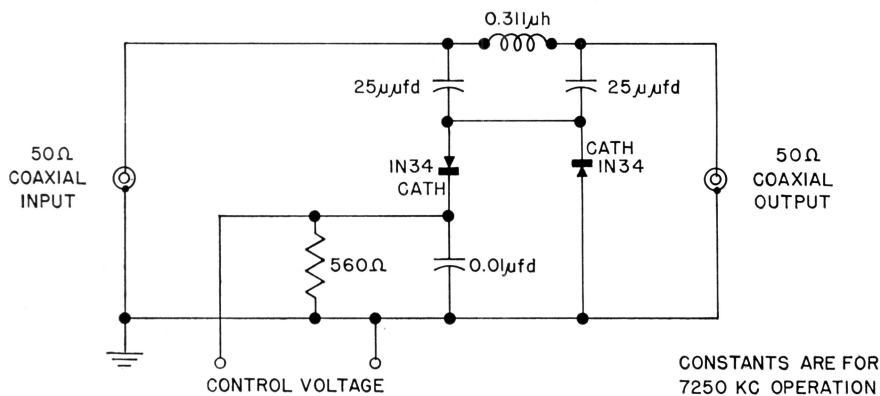 0.311µh
25µµfd
25µµfd
CATH
IN34
IN34
CATH
50Ω
COAXIAL
INPUT
50Ω
COAXIAL
OUTPUT
560Ω
0.01µfd
CONTROL VOLTAGE
CONSTANTS ARE FOR
7250 KC OPERATION